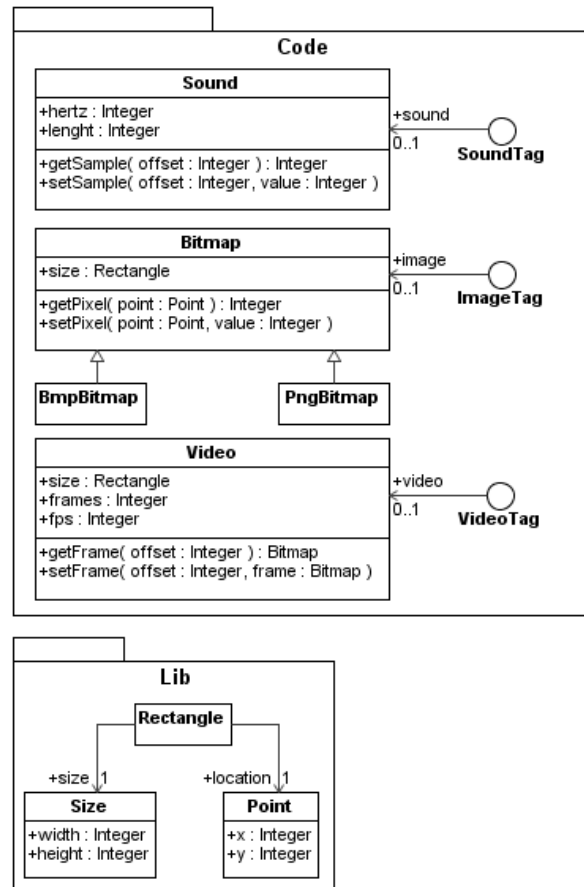 Code
Sound
+hertz : Integer
+lenght : Integer
+getSample( offset : Integer ) : Integer
+setSample( offset : Integer, value : Integer )
+sound
0..1
SoundTag
Bitmap
+size : Rectangle
+getPixel( point : Point ) : Integer
+setPixel( point : Point, value : Integer )
+image
0..1
ImageTag
BmpBitmap
PngBitmap
Video
+size : Rectangle
+frames : Integer
+fps : Integer
+getFrame( offset : Integer ) : Bitmap
+setFrame( offset : Integer, frame : Bitmap )
+video
0..1
VideoTag
Lib
Rectangle
+size 1
+location 1
Size
+width : Integer
+height : Integer
Point
+x : Integer
+y : Integer